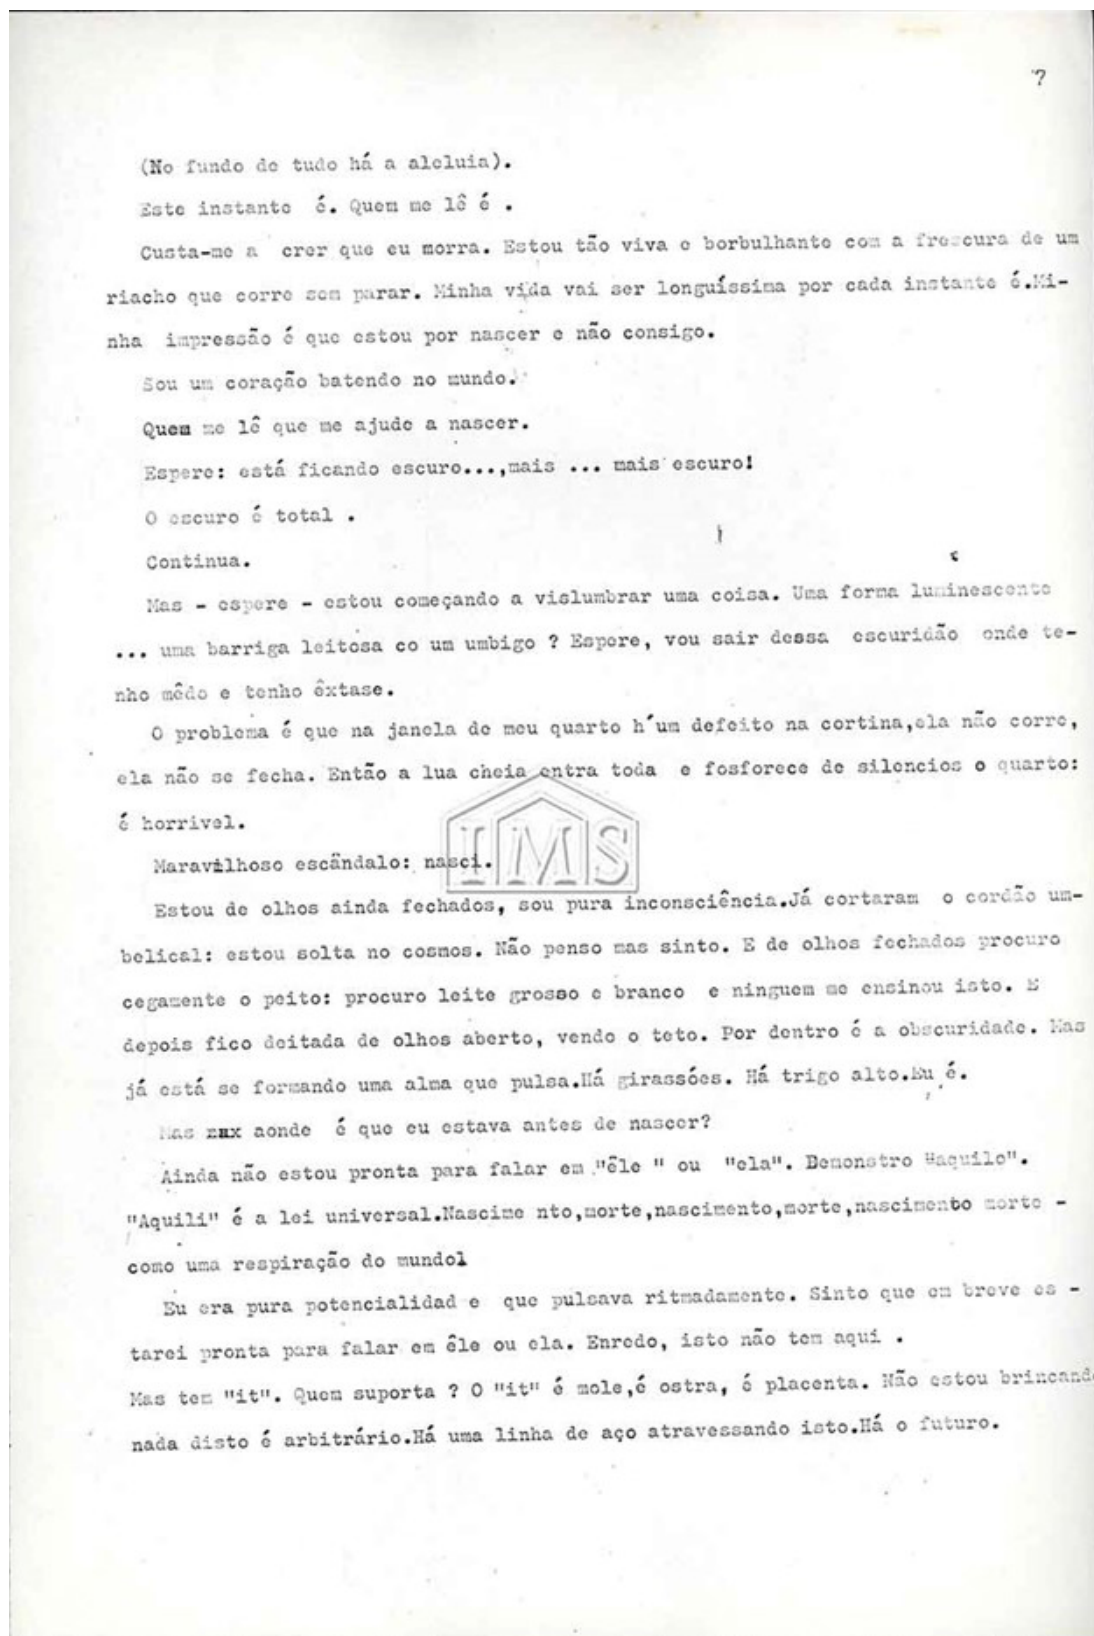 7
(No fundo de tudo há a aleluia).
Este instante é. Quem me lê é .
Custa-me a crer que eu morra. Estou tão viva e borbulhante com a frescura de um
riacho que corre sem parar. Minha vida vai ser longuíssima por cada instante é.Mi-
nha impressão é que estou por nascer e não consigo.
Sou um coração batendo no mundo.
Quem me lê que me ajude a nascer.
Espere: está ficando escuro...,mais ... mais escuro!
O escuro é total .
Continua.
Mas - espere - estou começando a vislumbrar uma coisa. Uma forma luminescente
... uma barriga leitosa co um umbigo ? Espere, vou sair dessa escuridão onde te-
nho mêdo e tenho êxtase.
O problema é que na janela de meu quarto h´um defeito na cortina,ela não corre,
ela não se fecha. Então a lua cheia entra toda e fosforece de silencios o quarto:
é horrivel.
IMS
Maravilhoso escândalo: nasci.
Estou de olhos ainda fechados, sou pura inconsciência.Já cortaram o cordão um-
belical: estou solta no cosmos. Não penso mas sinto. E de olhos fechados procuro
cegamente o peito: procuro leite grosso e branco e ninguem me ensinou isto. E
depois fico deitada de olhos aberto, vendo o teto. Por dentro é a obscuridade. Mas
já está se formando uma alma que pulsa.Há girassóes. Há trigo alto.Eu é.
Mas aonde é que eu estava antes de nascer?
Ainda não estou pronta para falar em "êle " ou "ela". Demonstro "aquilo".
"Aquili" é a lei universal.Nascime nto,morte,nascimento,morte,nascimento morte -
como uma respiração do mundol
Eu era pura potencialidad e que pulsava ritmadamente. Sinto que em breve es -
tarei pronta para falar em êle ou ela. Enredo, isto não tem aqui .
Mas tem "it". Quem suporta ? O "it" é mole,é ostra, é placenta. Não estou brincando
nada disto é arbitrário.Há uma linha de aço atravessando isto.Há o futuro.